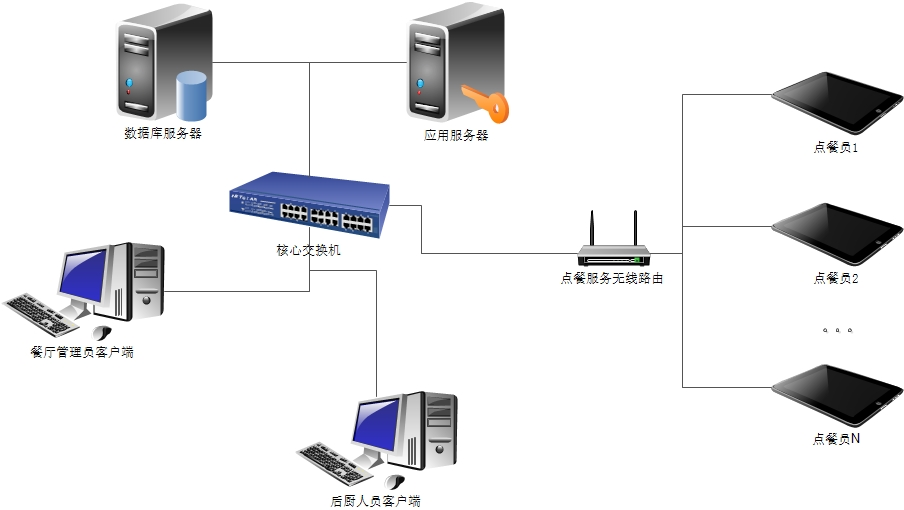 数据库服务器
应用服务器
点餐员1
核心交换机
点餐服务无线路由
点餐员2
。。。
餐厅管理员客户端
点餐员N
后厨人员客户端